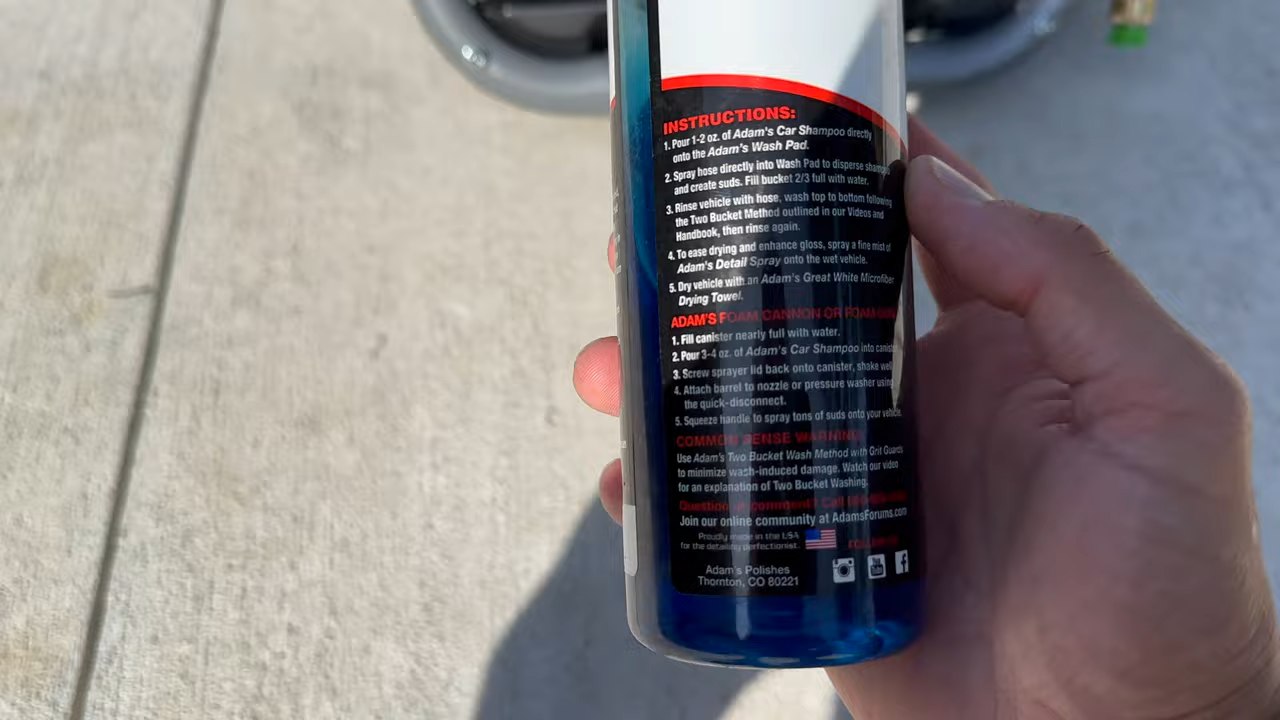 INSTRUCTIONS:
1. Pour 1-2 oz. of Adam's Car Shampoo directly
onto the Adam's Wash Pad.
2. Spray hose directly into Wash Pad to disperse shampoo
and create suds. Fill bucket 2/3 full with water.
3. Rinse vehicle with hose, wash top to bottom following
the Two Bucket Method outlined in our Videos and
Handbook, then rinse again.
4. To ease drying and enhance gloss, spray a fine mist of
Adam's Detail Spray onto the wet vehicle.
5. Dry vehicle with an Adam's Great White Microfiber
Drying Towel.
ADAM'S FOAM CANNON OR FOAM
1. Fill canister nearly full with water.
2. Pour 3-4 oz. of Adam's Car Shampoo into canister
3. Screw sprayer lid back onto canister, shake well
4. Attach barrel to nozzle or pressure washer using
the quick-disconnect.
5. Squeeze handle to spray tons of suds onto your vehicle.
COMMON SENSE WARNING:
Use Adam's Two Bucket Wash Method with Grit Guards
to minimize wash-induced damage. Watch our video
for an explanation of Two Bucket Washing.
Question or comment? Call
Join our online community at AdamsForums.com
Proudly made in the USA
for the detailing perfectionist.
Adam's Polishes
Thornton, CO 80221
You
Tube
f